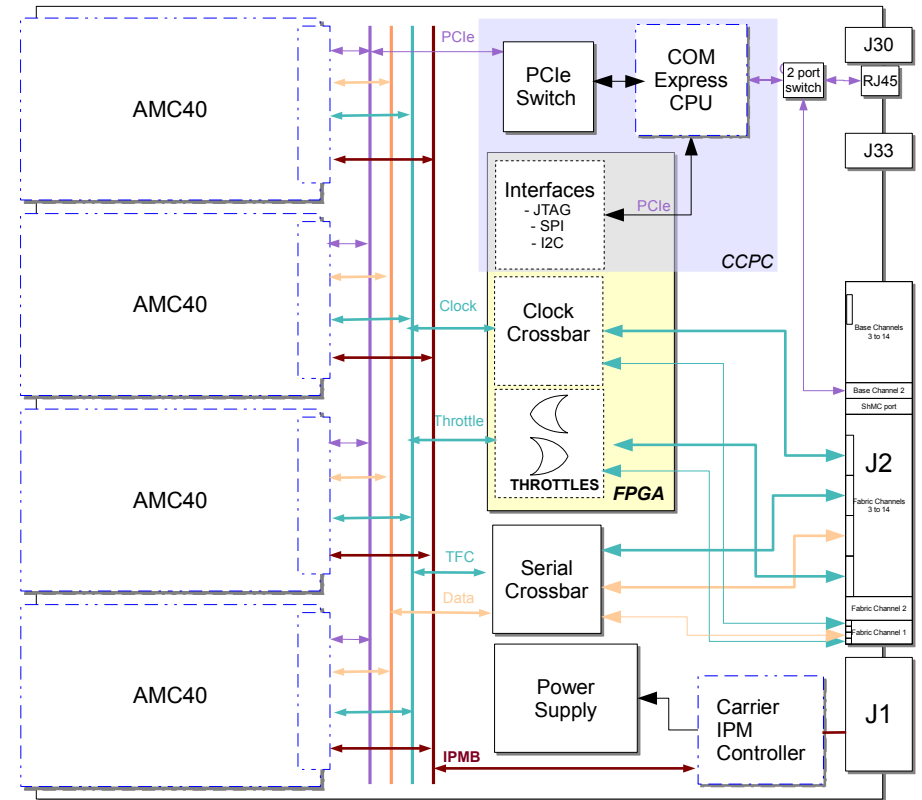 AMC40
PCIe
PCIe
Switch
COM
Express
CPU
2 port
switch
J30
RJ45
J33
Interfaces
- JTAG
- SPI
- I2C
PCIe
CCPC
AMC40
Clock
Clock
Crossbar
Base Channels
3 to 14
Base Channel 2
ShMC port
AMC40
Throttle
THROTTLES
FPGA
J2
Fabric Channels
3 to 14
TFC
Data
Serial
Crossbar
Fabric Channel 2
Fabric Channel 1
AMC40
Power
Supply
Carrier
IPM
Controller
J1
IPMB